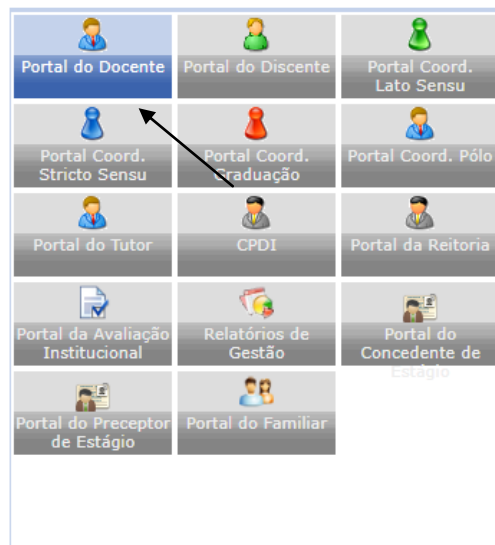 Portal do Docente
Portal do Discente
Portal Coord.
Lato Sensu
Portal Coord.
Stricto Sensu
Portal Coord.
Graduação
Portal Coord. Pólo
Portal do Tutor
CPDI
Portal da Reitoria
Portal da Avaliação
Institucional
Relatórios de
Gestão
Portal do
Concedente de
Estágio
Portal do Preceptor
de Estágio
Portal do Familiar